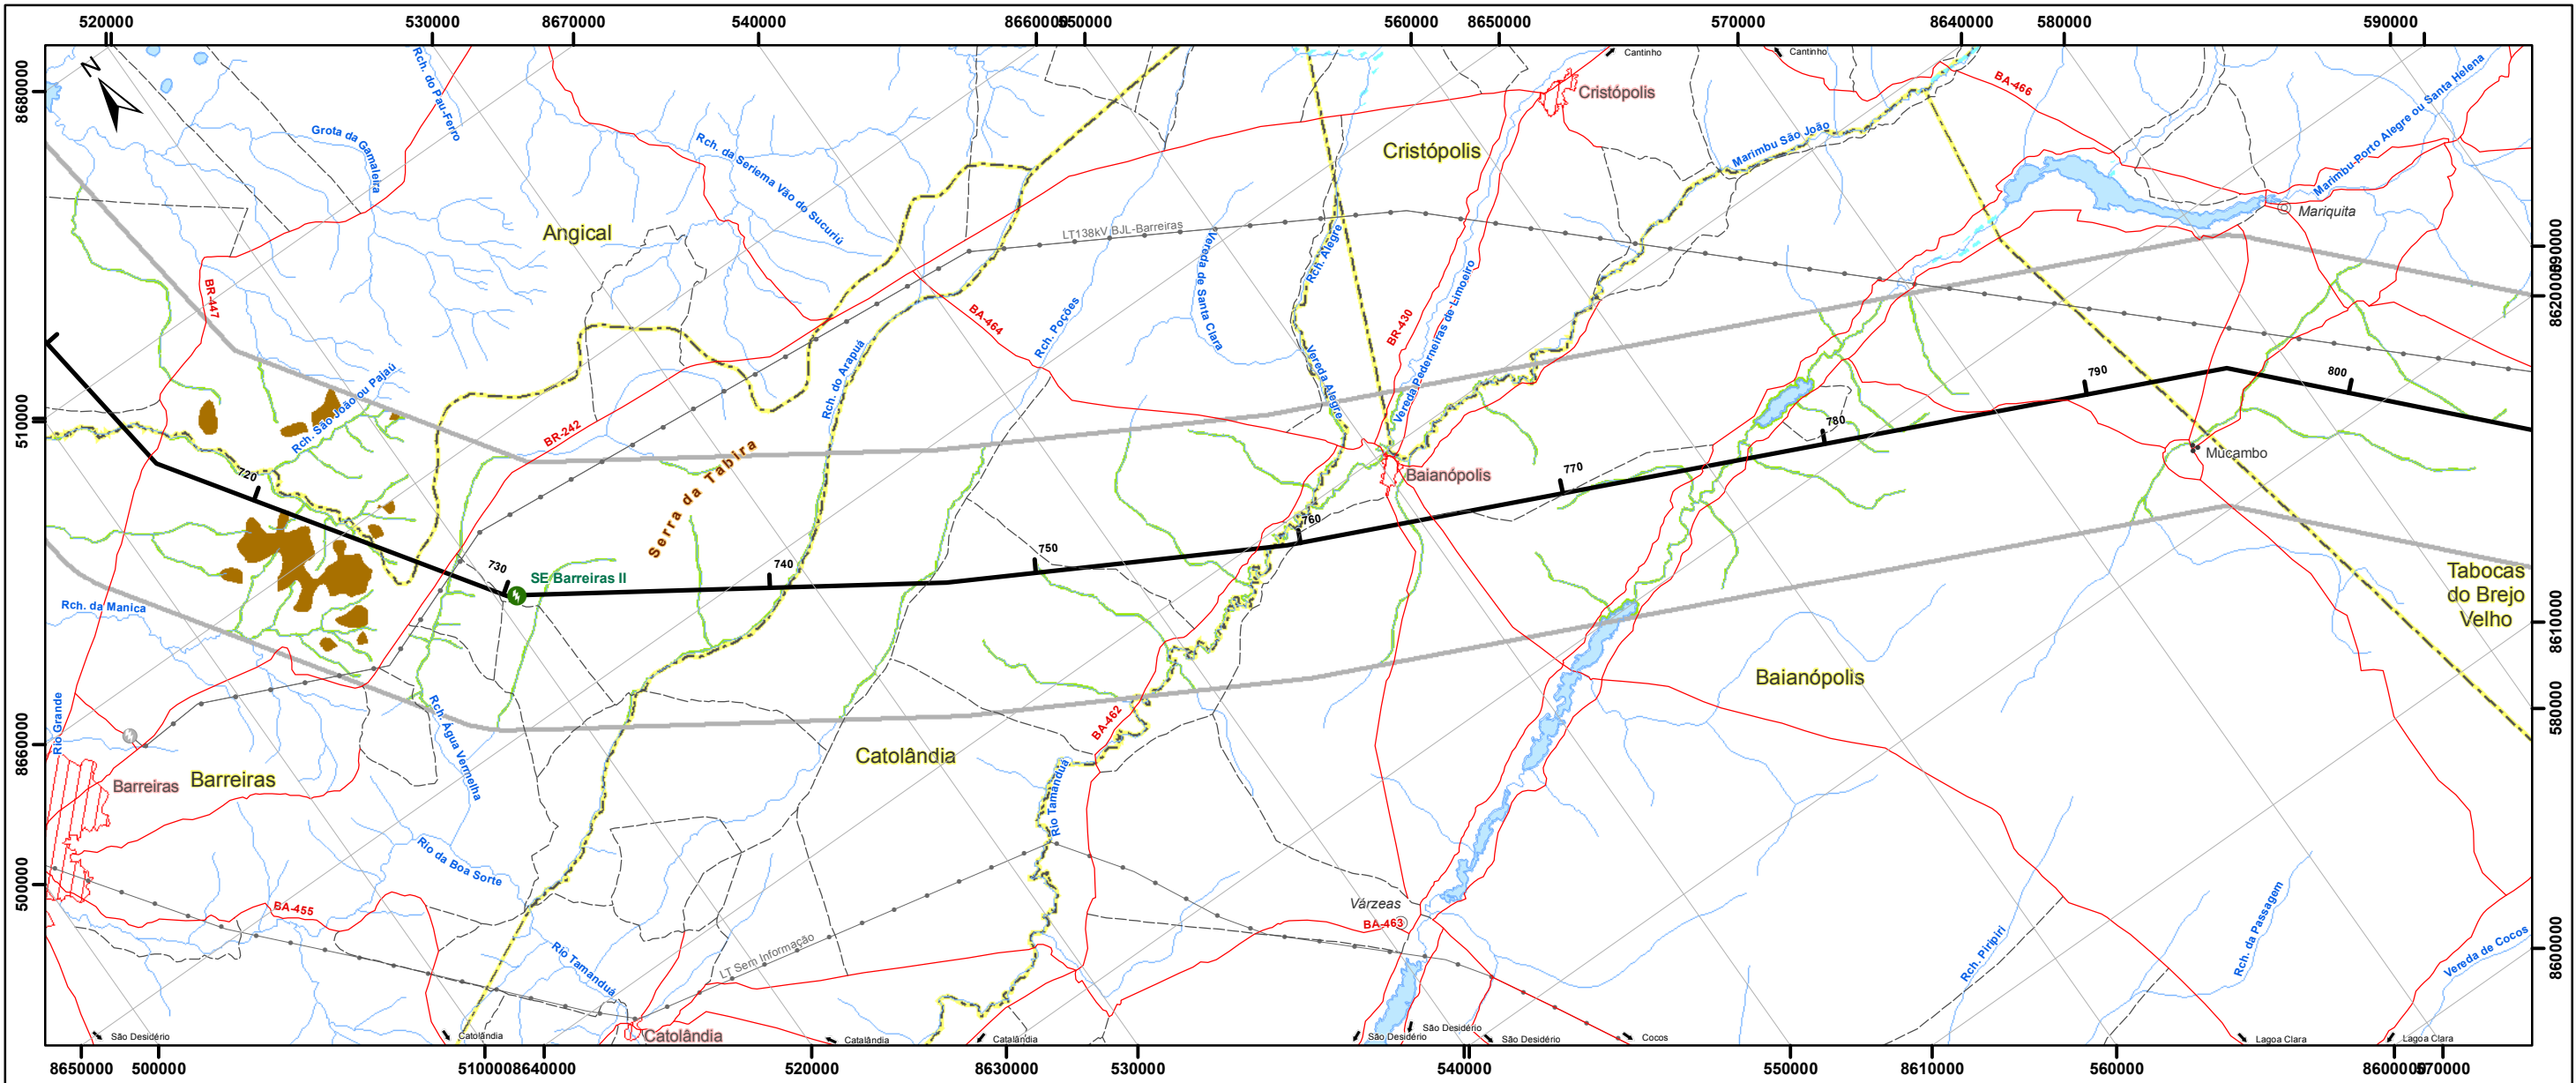 520000
530000
8670000
540000
8660000
550000
560000
8650000
570000
8640000
580000
590000
8680000
510000
8660000
500000
8620000
5800000
8610000
8600000
N
Cantinho
Cantinho
BA-466
Rch. do Pau-Ferro
Grota da Gamaleira
Rch. da Seriema Vão do Sucuriú
Cristópolis
Cristópolis
Marimbu São João
Marimbu Porto Alegre ou Santa Helena
Mariquita
Angical
LT138kV BJL-Barreiras
Vereda de Santa Clara
Rch. Alegre
BR-447
BA-464
Rch. Poções
BR-430
Vereda Pederneiras de Limoeiro
Rch. do Arapuá
Vereda Alegre
Rch. São João ou Pajaú
BR-242
Serra da Tabira
790
800
780
770
Mucambo
Baianópolis
720
760
730
SE Barreiras II
740
750
Rch. da Manica
Tabocas
do Brejo
Velho
Baianópolis
Rio Grande
Rch. Água Vermelha
BA-462
Catolândia
Barreiras
Barreiras
Rio Tamanduá
Rio da Boa Sorte
BA-455
Várzeas
BA-463
LT Sem Informação
Rio Tamanduá
Rch. Piripiri
Rch. da Passagem
Vereda de Cocos
Catolândia
São Desidério
Catolândia
Catalândia
Catalândia
São Desidério
São Desidério
São Desidério
Cocos
Lagoa Clara
Lagoa Clara
8650000
500000
510000
8640000
520000
8630000
530000
540000
550000
8610000
560000
8600000
570000